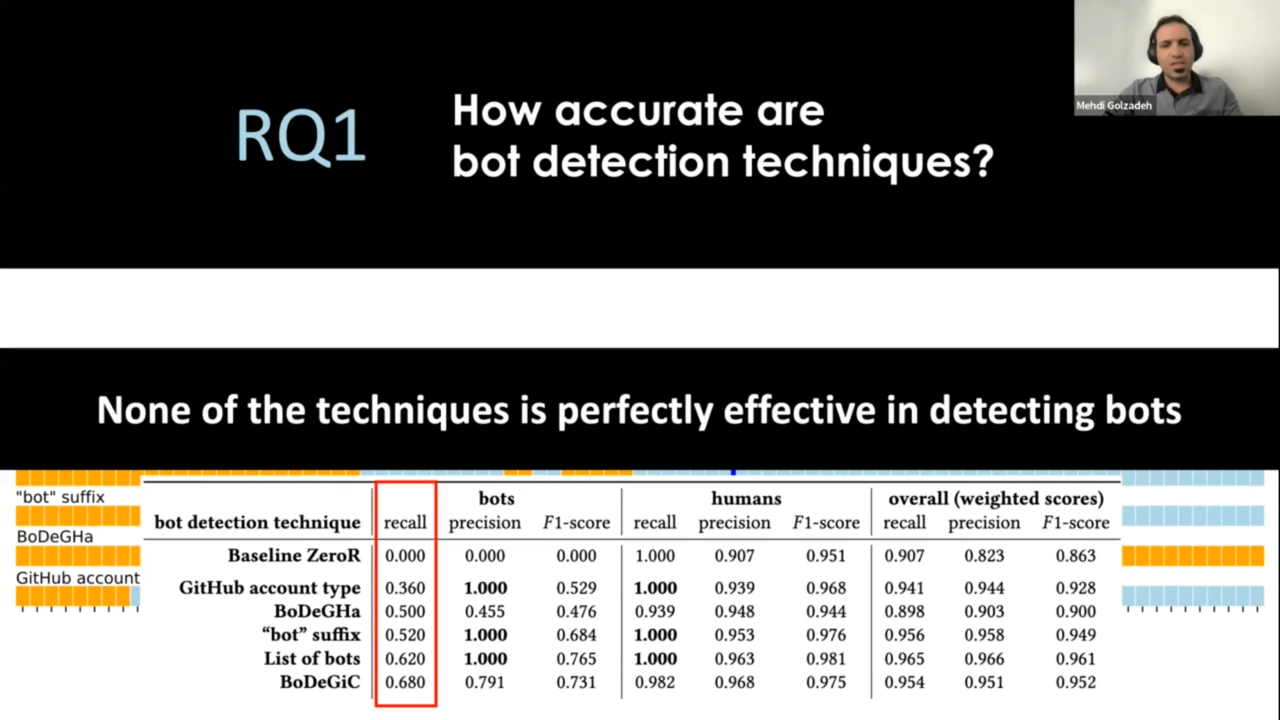 RQ1
How accurate are
bot detection techniques?
Mehdi Golzadeh
None of the techniques is perfectly effective in detecting bots
"bot" suffix
BoDeGHa
GitHub account
bots humans overall (weighted scores)
bot detection technique recall precision F1-score recall precision F1-score recall precision F1-score
Baseline ZeroR 0.000 0.000 0.000 1.000 0.907 0.951 0.907 0.823 0.863
GitHub account type 0.360 1.000 0.529 1.000 0.939 0.968 0.941 0.944 0.928
BoDeGHa 0.500 0.455 0.476 0.939 0.948 0.944 0.898 0.903 0.900
“bot” suffix 0.520 1.000 0.684 1.000 0.953 0.976 0.956 0.958 0.949
List of bots 0.620 1.000 0.765 1.000 0.963 0.981 0.965 0.966 0.961
BoDeGiC 0.680 0.791 0.731 0.982 0.968 0.975 0.954 0.951 0.952